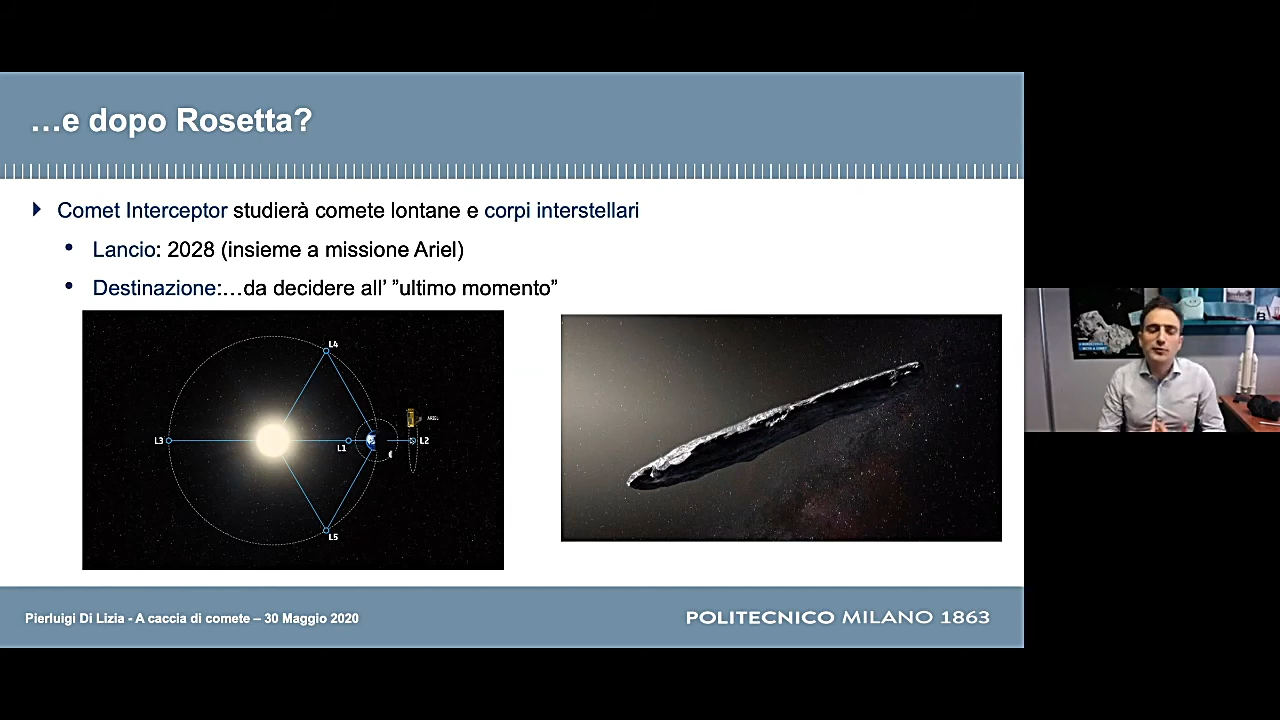 …e dopo Rosetta?
Comet Interceptor studierà comete lontane e corpi interstellari
Lancio: 2028 (insieme a missione Ariel)
Destinazione:…da decidere all’ ”ultimo momento”
L4
ARIEL
L3
L1
L2
L5
Pierluigi Di Lizia - A caccia di comete – 30 Maggio 2020
POLITECNICO MILANO 1863